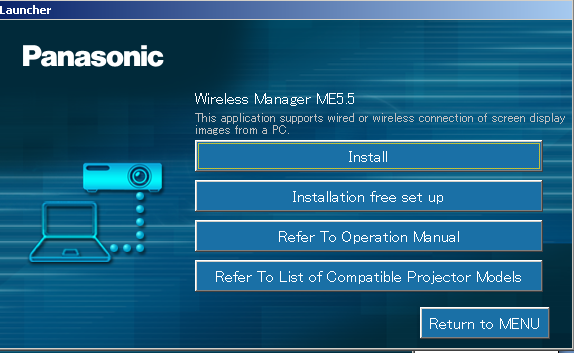 Launcher
Panasonic
Wireless Manager ME5.5
This application supports wired or wireless connection of screen display
images from a PC.
Install
Installation free set up
Refer To Operation Manual
Refer To List of Compatible Projector Models
Return to MENU